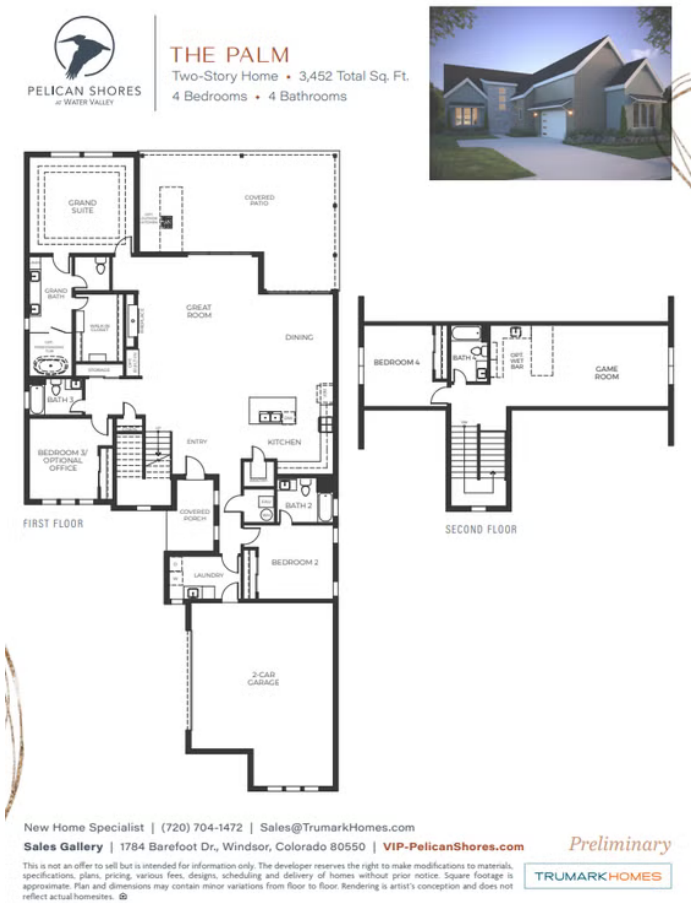 PELICAN SHORES
AT WATER VALLEY
THE PALM
Two-Story Home • 3,452 Total Sq. Ft.
4 Bedrooms • 4 Bathrooms
GRAND
SUITE
COVERED
PATIO
GRAND
BATH
WALK-IN
CLOSET
STORAGE
FIREPLACE
GREAT
ROOM
DINING
BATH 3
BEDROOM 3/
OPTIONAL
OFFICE
ENTRY
KITCHEN
COVERED
PORCH
BATH 2
BEDROOM 2
LAUNDRY
2-CAR
GARAGE
FIRST FLOOR
BEDROOM 4
BATH 4
OPT.
WET
BAR
GAME
ROOM
SECOND FLOOR
New Home Specialist | (720) 704-1472 | Sales@TrumarkHomes.com
Sales Gallery | 1784 Barefoot Dr., Windsor, Colorado 80550 | VIP-PelicanShores.com
Preliminary
This is not an offer to sell but is intended for information only. The developer reserves the right to make modifications to materials,
specifications, plans, pricing, various fees, designs, scheduling and delivery of homes without prior notice. Square footage is
approximate. Plan and dimensions may contain minor variations from floor to floor. Rendering is artist's conception and does not
reflect actual homesites.
TRUMARKHOMES